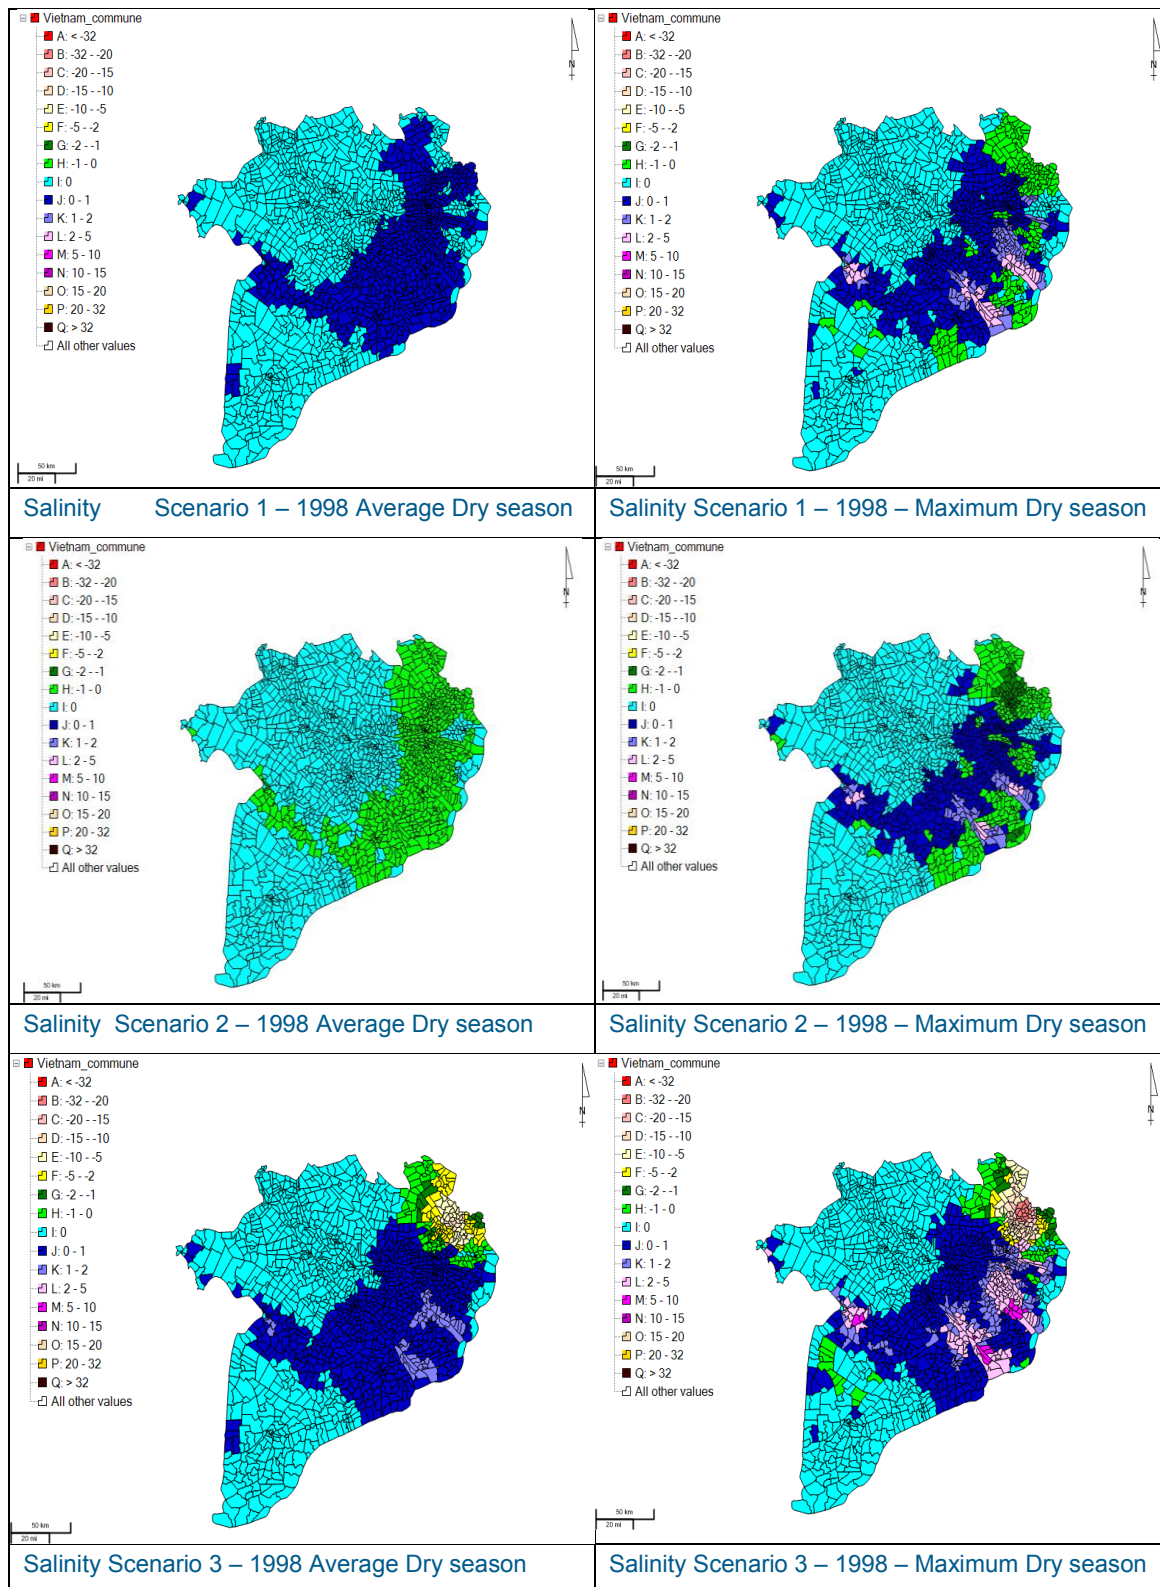 Vietnam_commune
A: < -32
B: -32 - -20
C: -20 - -15
D: -15 - -10
E: -10 - -5
F: -5 - -2
G: -2 - -1
H: -1 - 0
I: 0
J: 0 - 1
K: 1 - 2
L: 2 - 5
M: 5 - 10
N: 10 - 15
O: 15 - 20
P: 20 - 32
Q: > 32
All other values
N
50 km
20 mi
Salinity Scenario 1 – 1998 Average Dry season
Vietnam_commune
A: < -32
B: -32 - -20
C: -20 - -15
D: -15 - -10
E: -10 - -5
F: -5 - -2
G: -2 - -1
H: -1 - 0
I: 0
J: 0 - 1
K: 1 - 2
L: 2 - 5
M: 5 - 10
N: 10 - 15
O: 15 - 20
P: 20 - 32
Q: > 32
All other values
N
50 km
20 mi
Salinity Scenario 1 – 1998 – Maximum Dry season
Vietnam_commune
A: < -32
B: -32 - -20
C: -20 - -15
D: -15 - -10
E: -10 - -5
F: -5 - -2
G: -2 - -1
H: -1 - 0
I: 0
J: 0 - 1
K: 1 - 2
L: 2 - 5
M: 5 - 10
N: 10 - 15
O: 15 - 20
P: 20 - 32
Q: > 32
All other values
N
50 km
20 mi
Salinity Scenario 2 – 1998 Average Dry season
Vietnam_commune
A: < -32
B: -32 - -20
C: -20 - -15
D: -15 - -10
E: -10 - -5
F: -5 - -2
G: -2 - -1
H: -1 - 0
I: 0
J: 0 - 1
K: 1 - 2
L: 2 - 5
M: 5 - 10
N: 10 - 15
O: 15 - 20
P: 20 - 32
Q: > 32
All other values
N
50 km
20 mi
Salinity Scenario 2 – 1998 – Maximum Dry season
Vietnam_commune
A: < -32
B: -32 - -20
C: -20 - -15
D: -15 - -10
E: -10 - -5
F: -5 - -2
G: -2 - -1
H: -1 - 0
I: 0
J: 0 - 1
K: 1 - 2
L: 2 - 5
M: 5 - 10
N: 10 - 15
O: 15 - 20
P: 20 - 32
Q: > 32
All other values
N
50 km
20 mi
Salinity Scenario 3 – 1998 Average Dry season
Vietnam_commune
A: < -32
B: -32 - -20
C: -20 - -15
D: -15 - -10
E: -10 - -5
F: -5 - -2
G: -2 - -1
H: -1 - 0
I: 0
J: 0 - 1
K: 1 - 2
L: 2 - 5
M: 5 - 10
N: 10 - 15
O: 15 - 20
P: 20 - 32
Q: > 32
All other values
N
50 km
20 mi
Salinity Scenario 3 – 1998 – Maximum Dry season